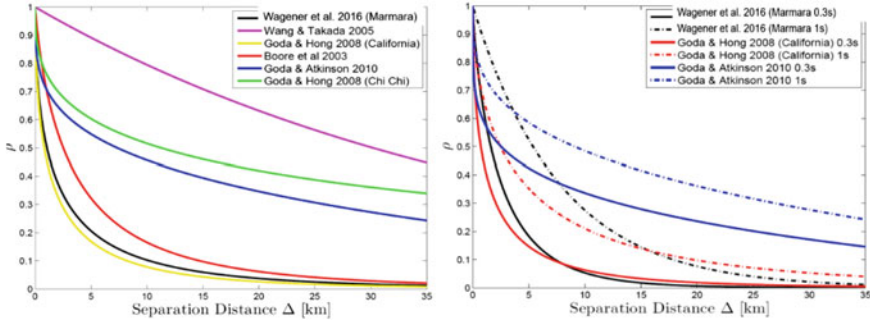 Wagener et al. 2016 (Marmara)
Wang & Takada 2005
Goda & Hong 2008 (California)
Boore et al 2003
Goda & Atkinson 2010
Goda & Hong 2008 (Chi Chi)
1
0.9
0.8
0.7
0.6
0.5
0.4
0.3
0.2
0.1
0
ρ
0 5 10 15 20 25 30 35
Separation Distance Δ [km]
Wagener et al. 2016 (Marmara 0.3s)
Wagener et al. 2016 (Marmara 1s)
Goda & Hong 2008 (California) 0.3s
Goda & Hong 2008 (California) 1s
Goda & Atkinson 2010 0.3s
Goda & Atkinson 2010 1s
1
0.9
0.8
0.7
0.6
0.5
0.4
0.3
0.2
0.1
0
ρ
0 5 10 15 20 25 30 35
Separation Distance Δ [km]